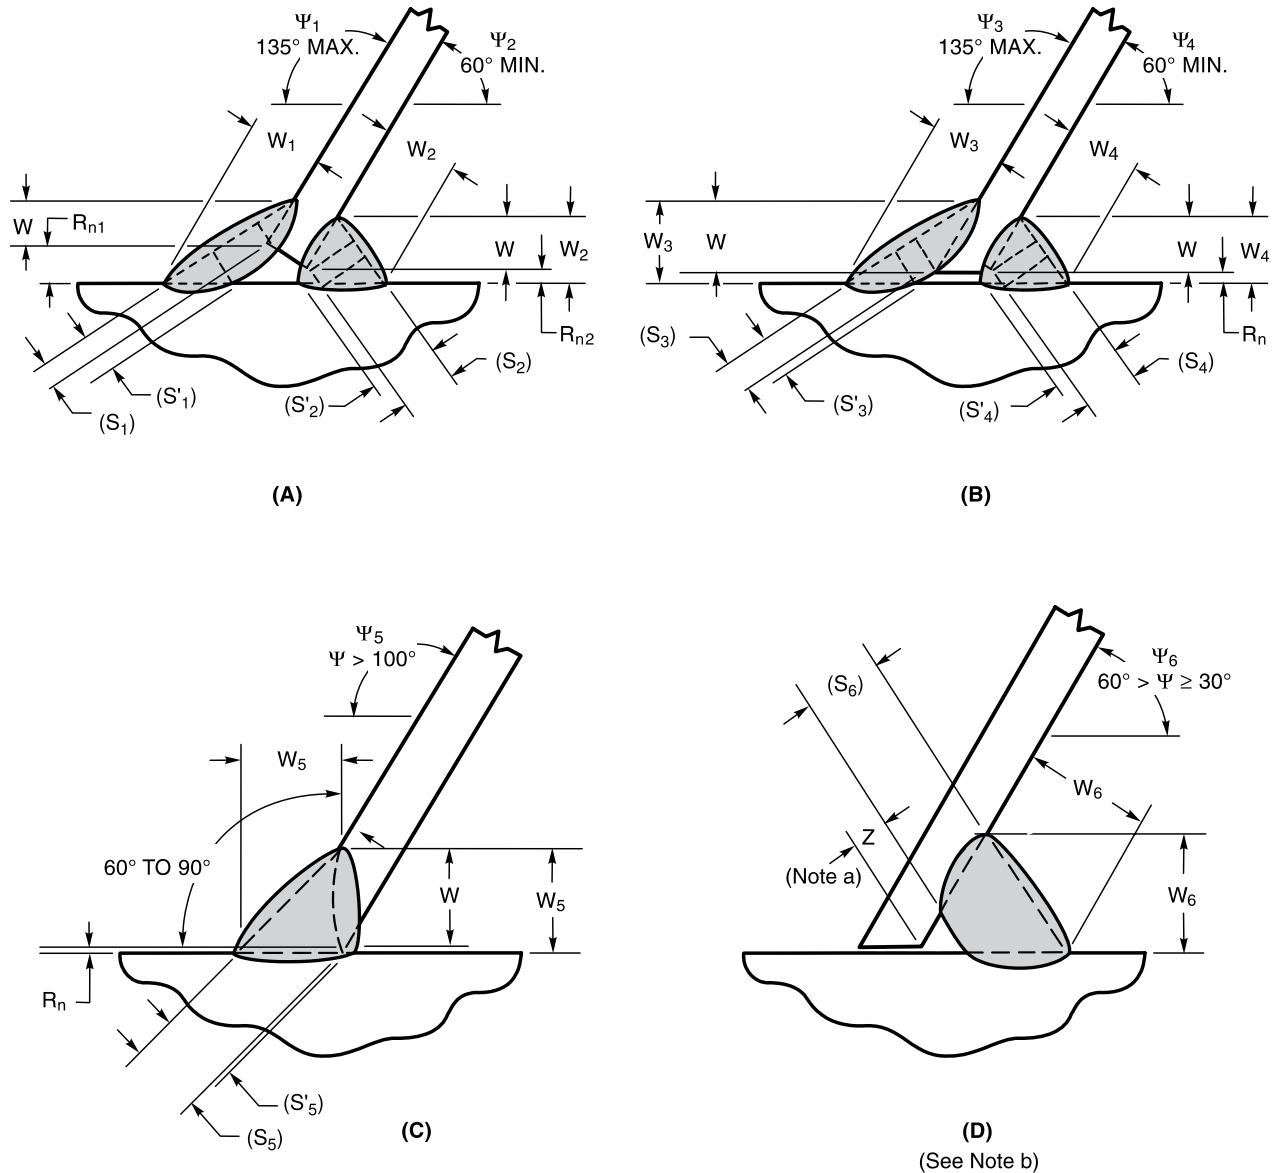 Ψ1
135° MAX.
Ψ2
60° MIN.
W1
W2
W
Rn1
W
W2
Rn2
(S1)
(S'1)
(S'2)
(S2)
(A)
Ψ3
135° MAX.
Ψ4
60° MIN.
W3
W4
W3
W
W
W4
Rn
(S3)
(S'3)
(S'4)
(S4)
(B)
Ψ5
Ψ > 100°
W5
60° TO 90°
W
W5
Rn
(S'5)
(S5)
(C)
Ψ6
60° > Ψ ≥ 30°
(S6)
W6
Z
(Note a)
W6
(D)
(See Note b)